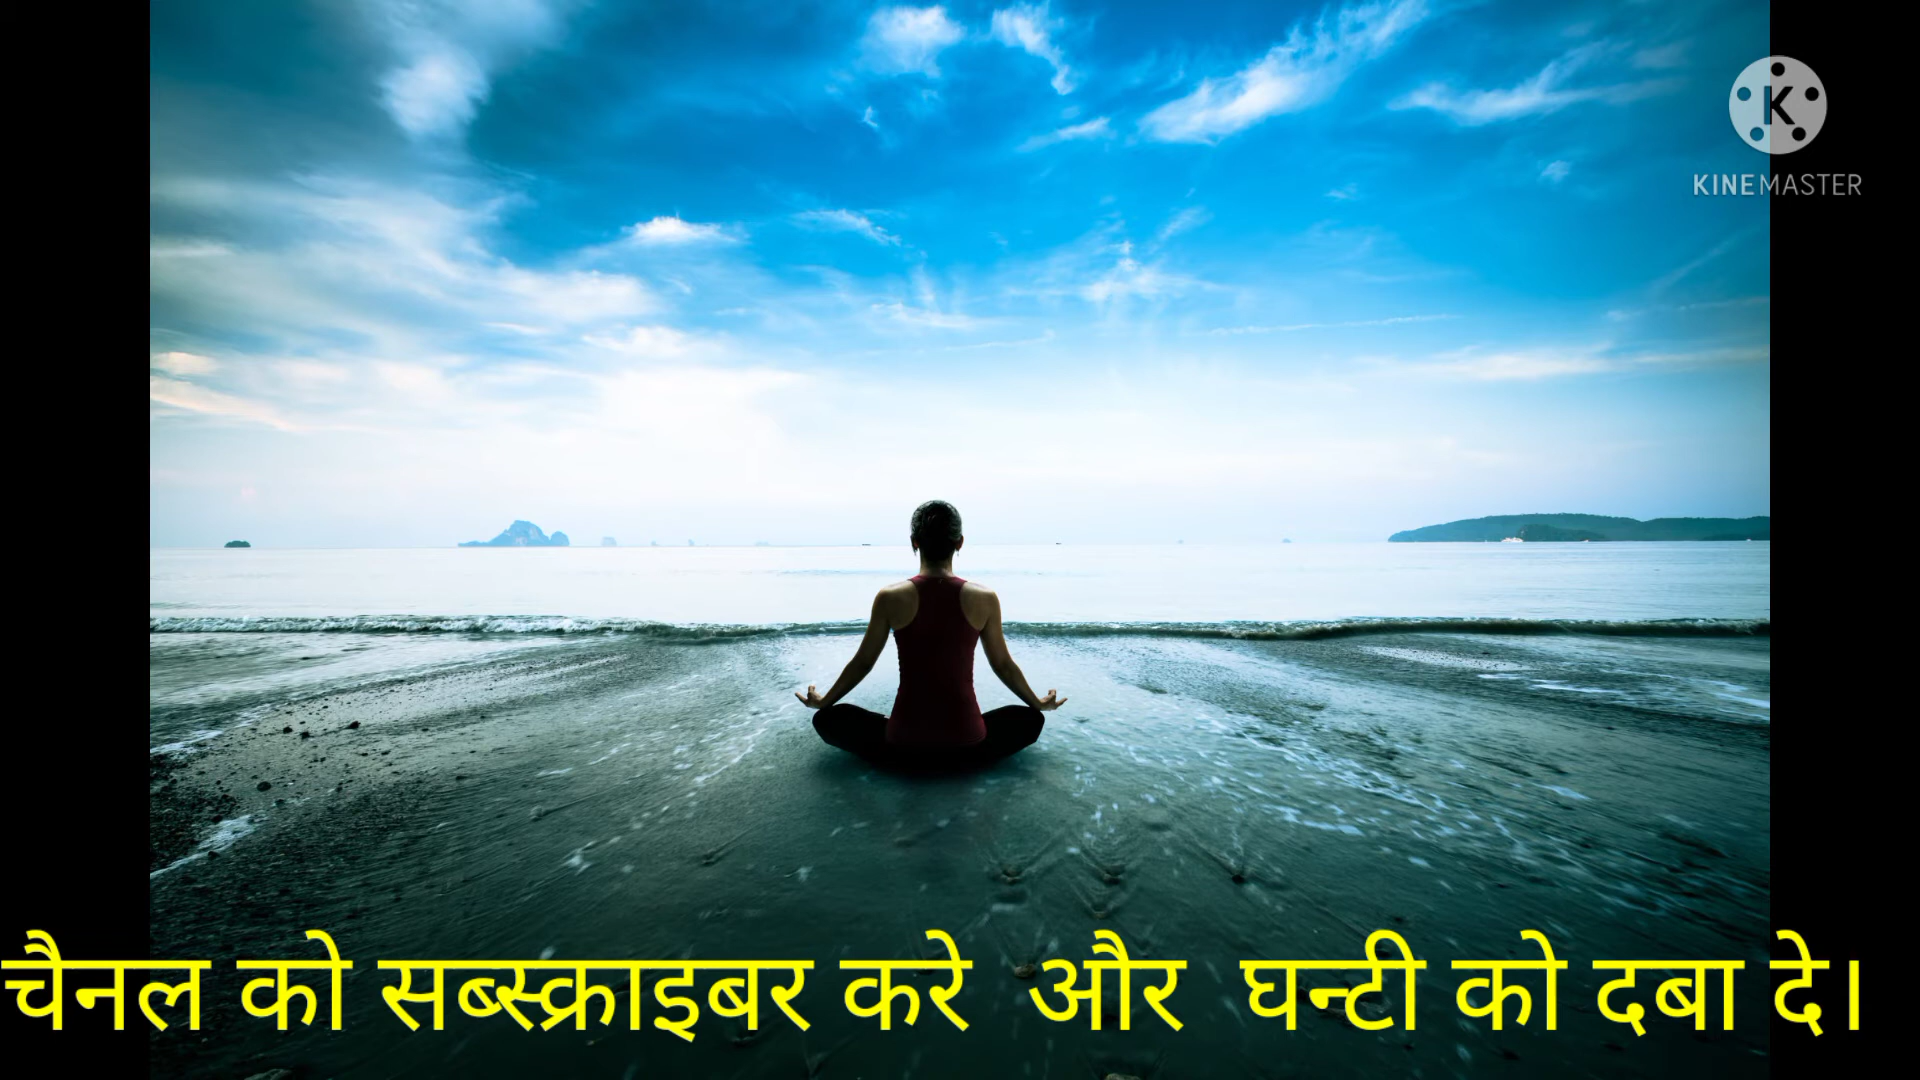 K
KINEMASTER
चैनल को सब्स्क्राइबर करे और घन्टी को दबा दे।